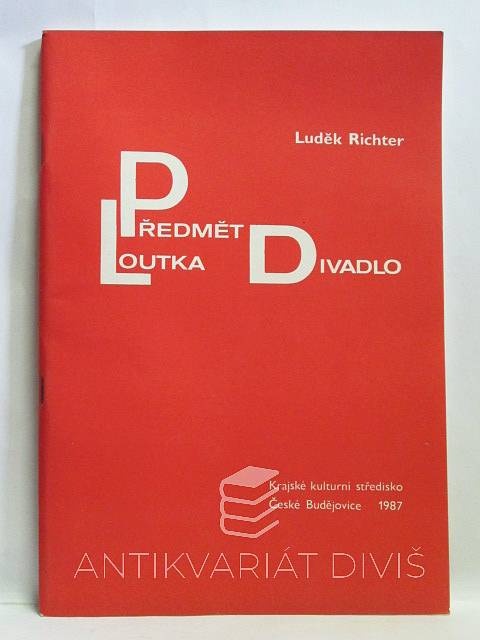 Luděk Richter
PŘEDMĚT
LOUTKA DIVADLO
Krajské kulturní středisko
České Budějovice 1987
ANTIKVARIÁT DIVIŠ